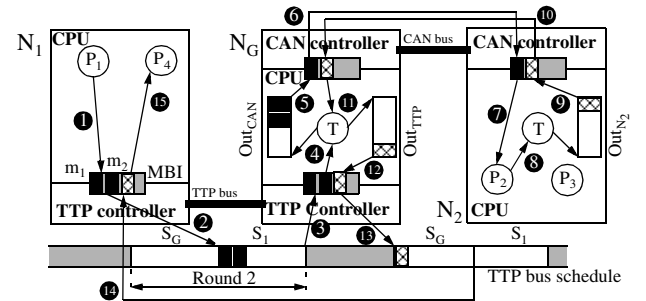 6
10
N1
CPU
P1
P4
1
15
m1
m2
MBI
TTP controller
TTP bus
NG
CAN controller
CPU
5
11
OutCAN
T
4
OutTTP
12
TTP Controller
CAN bus
CAN controller
7
9
T
OutN2
8
P2
P3
N2
CPU
2
3
13
SG
S1
SG
S1
14
Round 2
TTP bus schedule